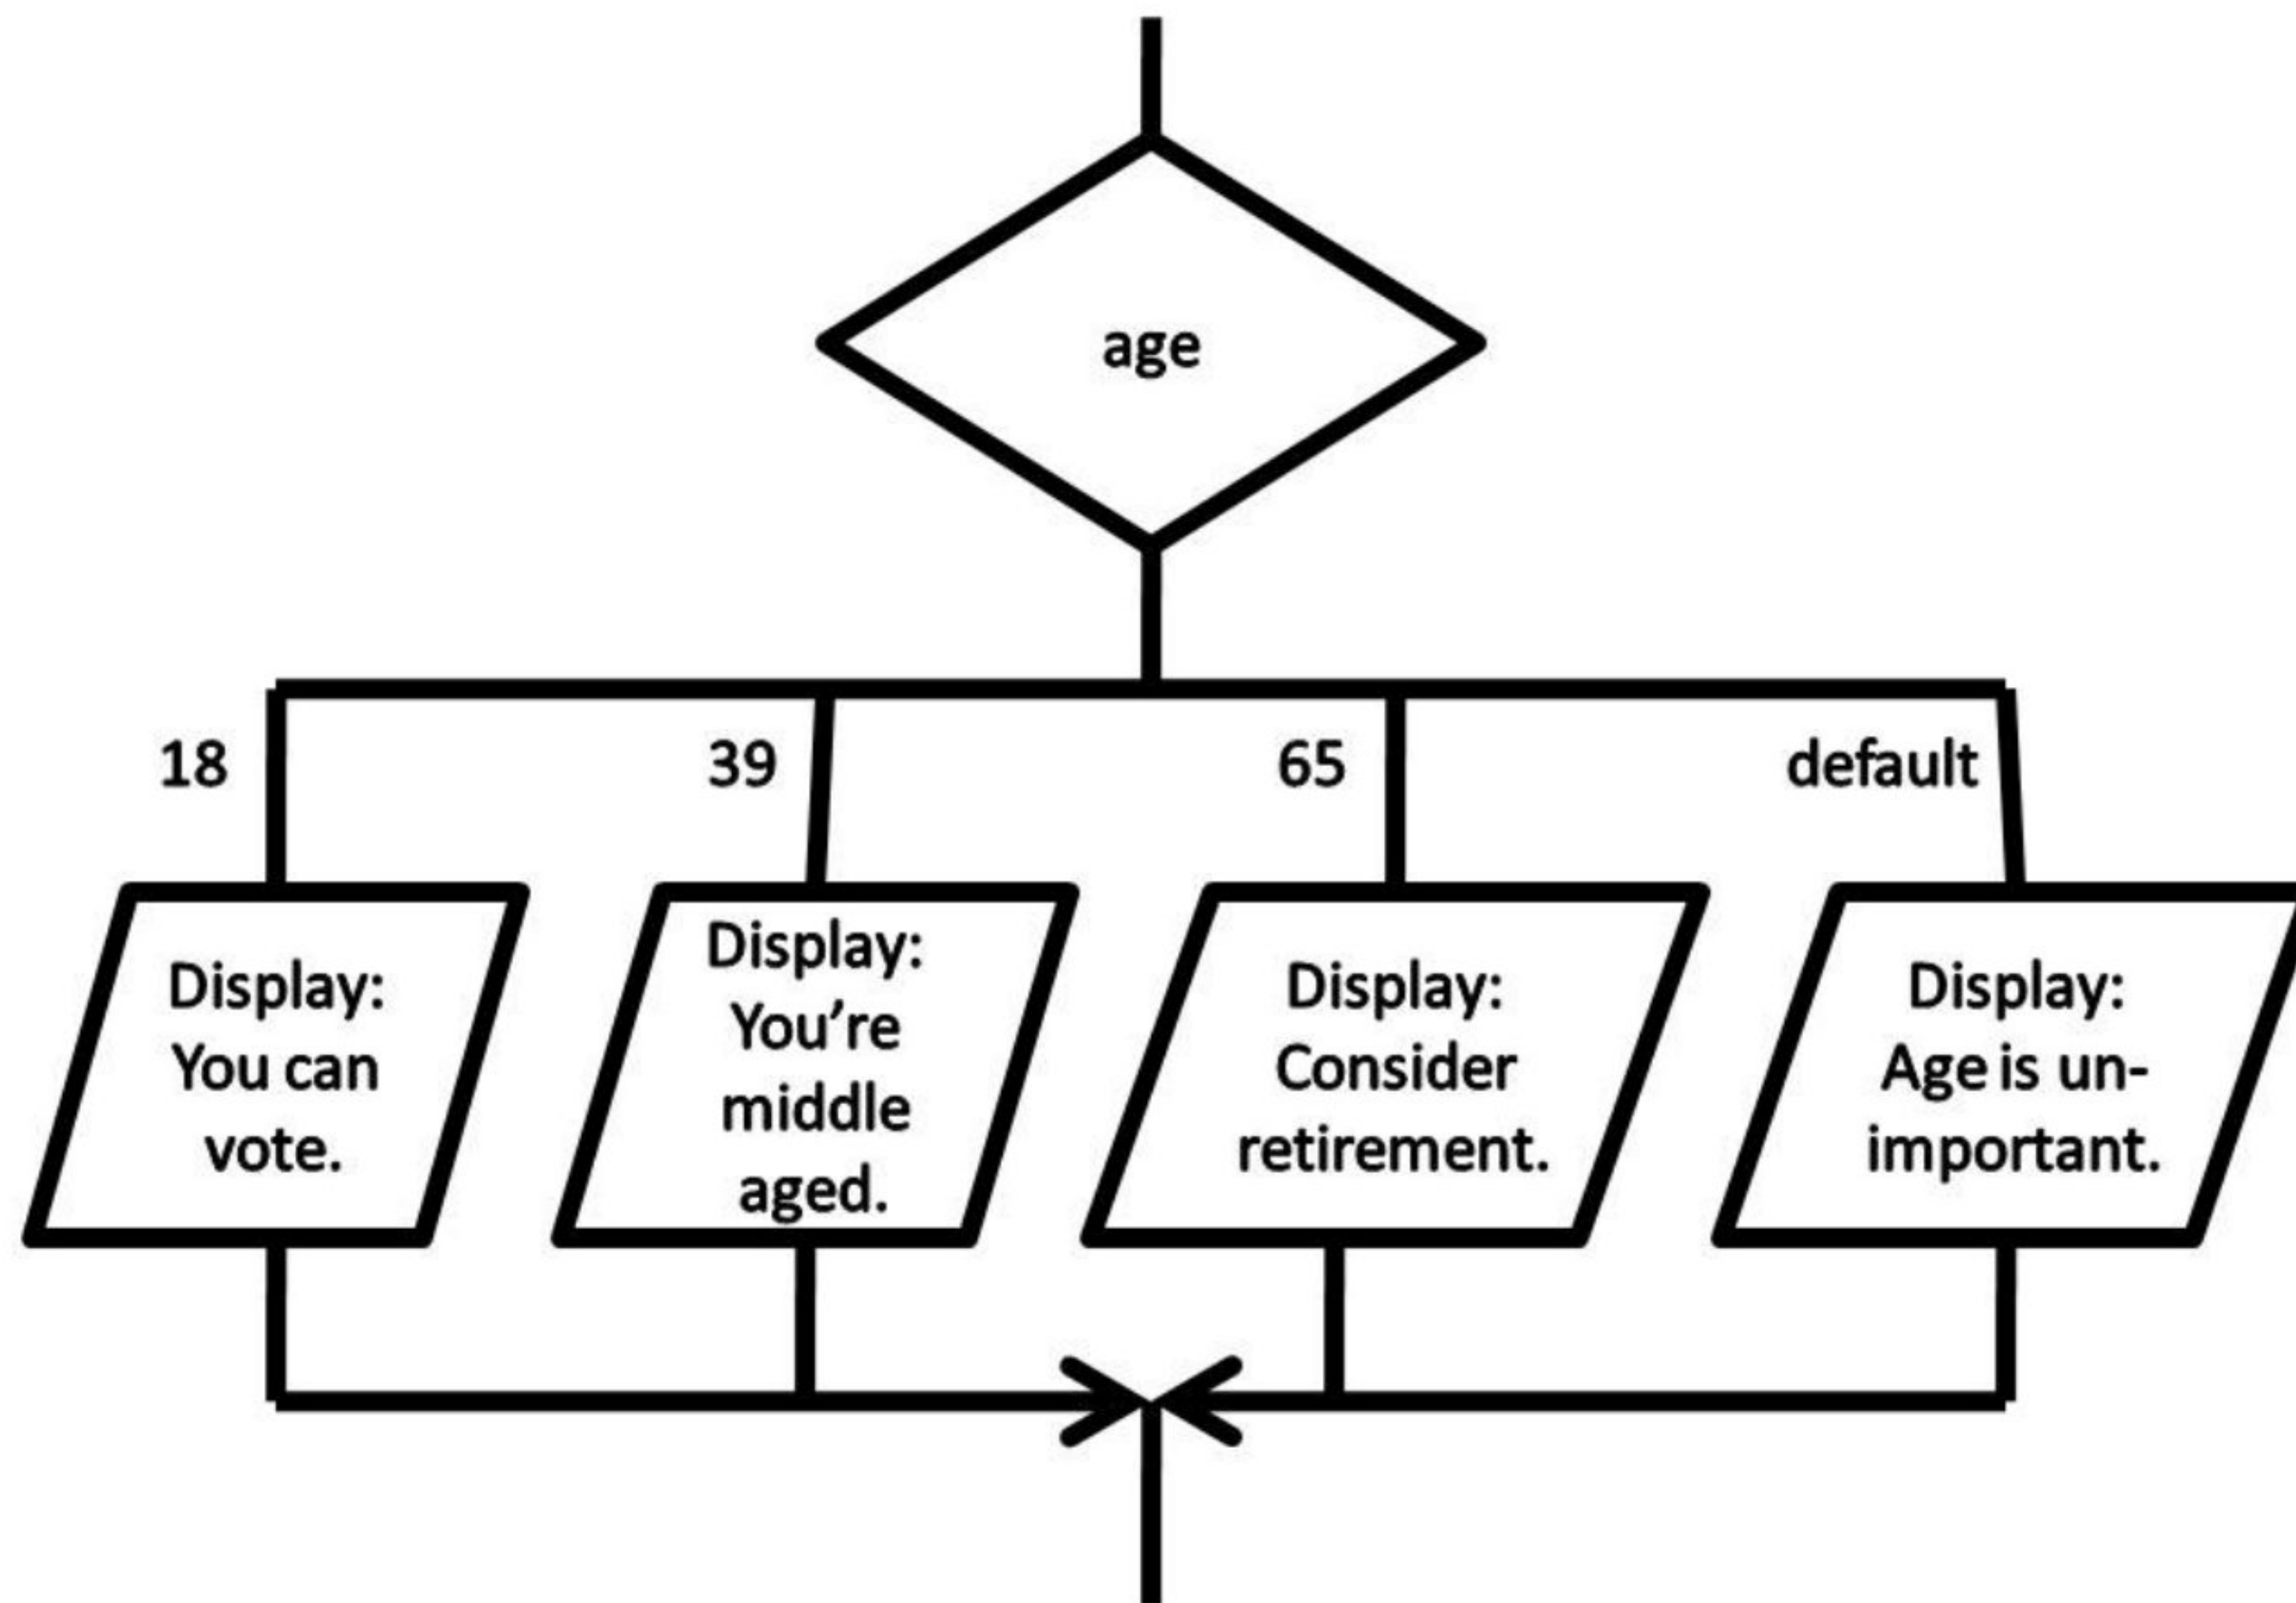 age
18
39
65
default
Display:
You can
vote.
Display:
You’re
middle
aged.
Display:
Consider
retirement.
Display:
Age is un-
important.